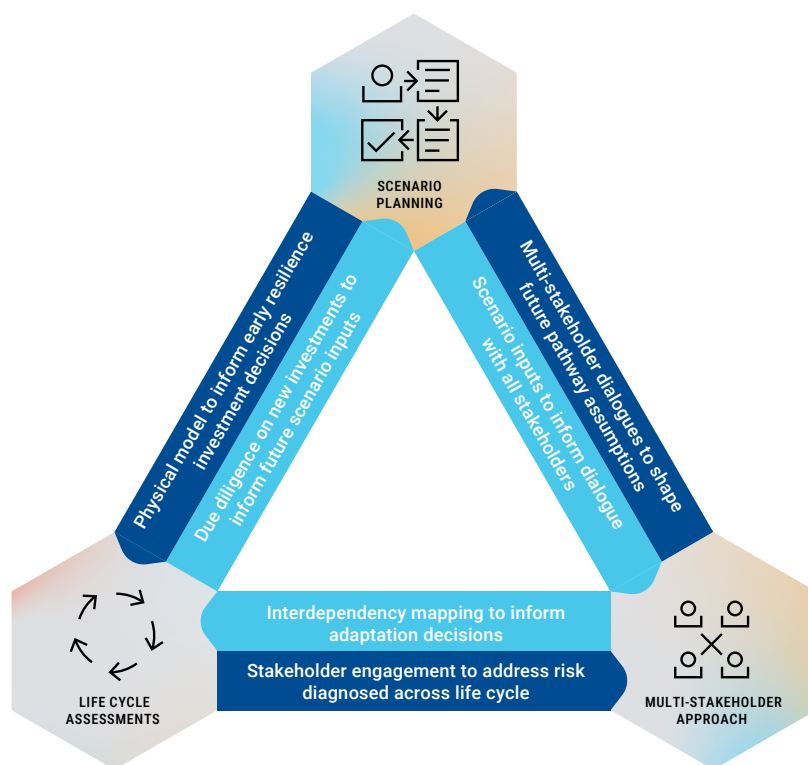 SCENARIO
PLANNING
Physical model to inform early resilience
investment decisions
Due diligence on new investments to
inform future scenario inputs
Multi-stakeholder dialogues to shape
future pathway assumptions
Scenario inputs to inform dialogue
with all stakeholders
Interdependency mapping to inform
adaptation decisions
Stakeholder engagement to address risk
diagnosed across life cycle
LIFE CYCLE
ASSESSMENTS
MULTI-STAKEHOLDER
APPROACH